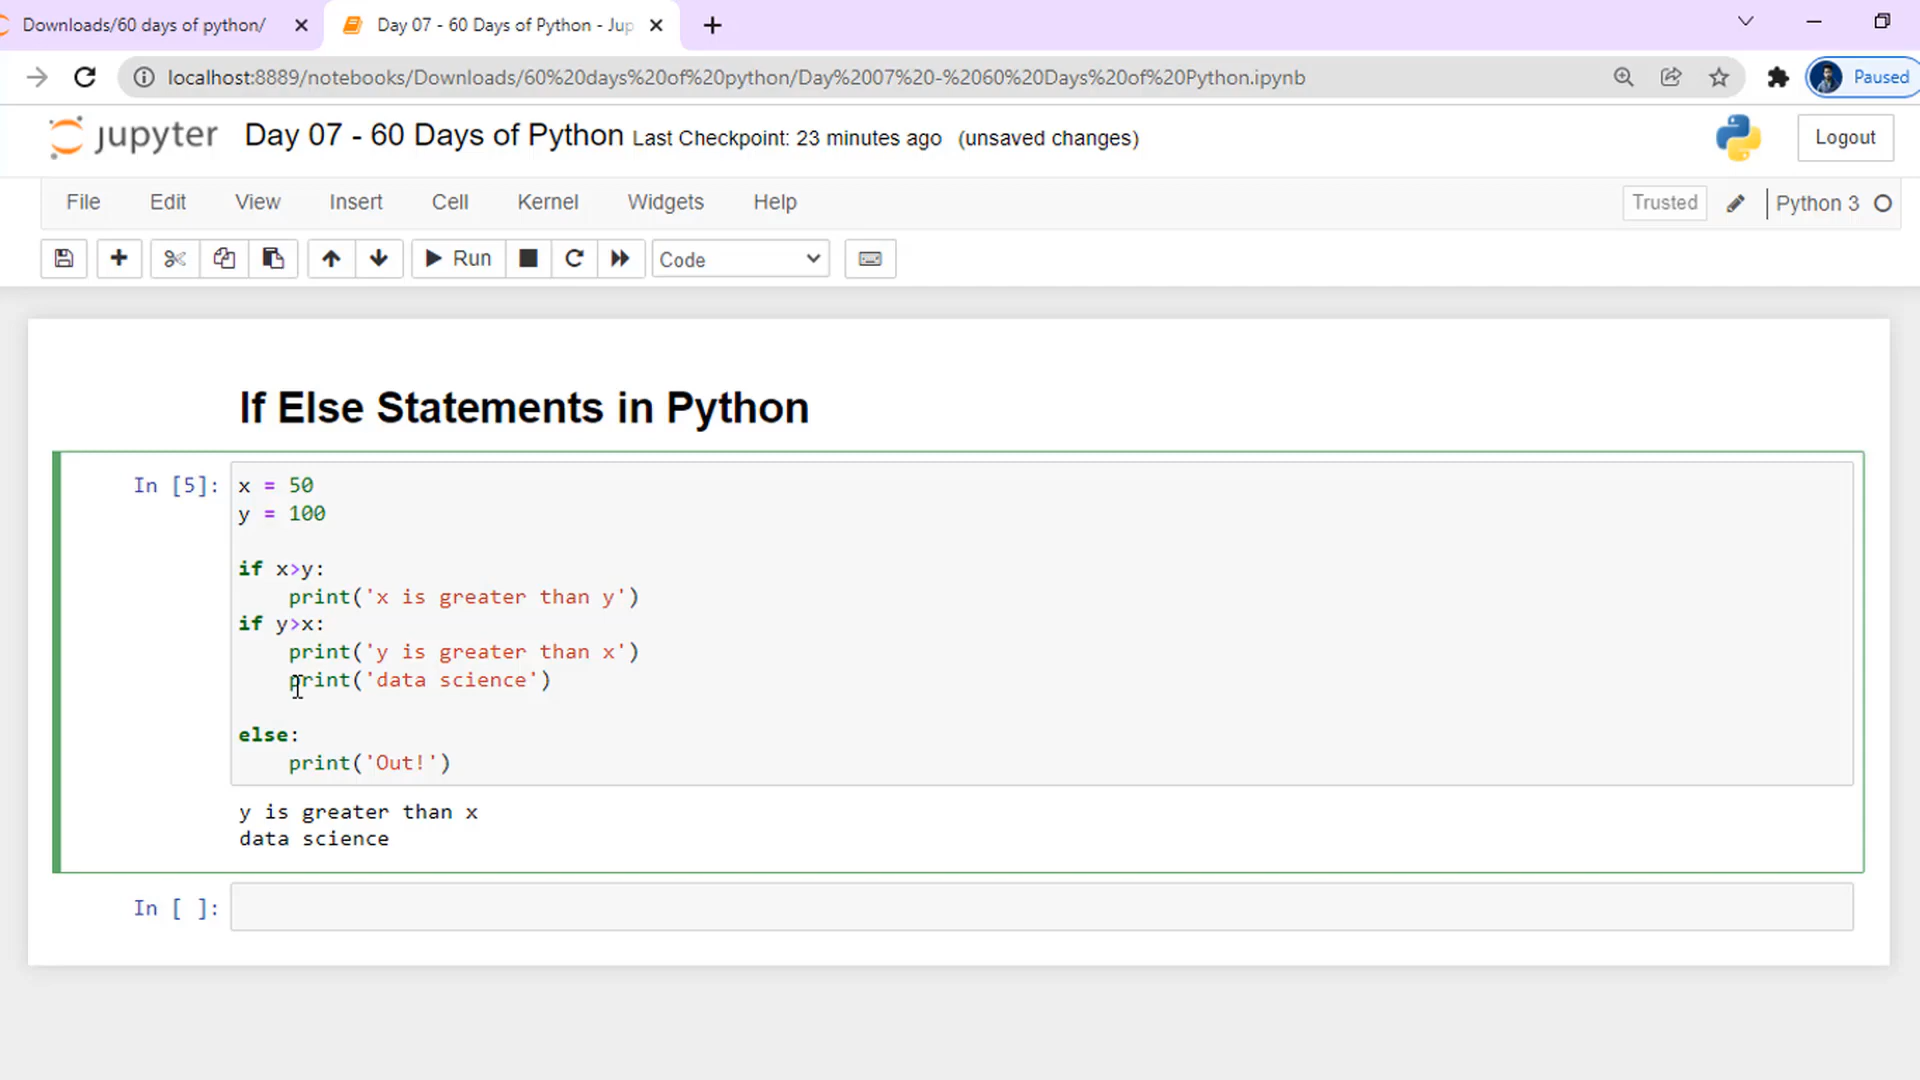 Downloads/60 days of python/
Day 07 - 60 Days of Python - Jup
localhost:8889/notebooks/Downloads/60%20days%20of%20python/Day%2007%20-%2060%20Days%20of%20Python.ipynb
Paused
jupyter Day 07 - 60 Days of Python Last Checkpoint: 23 minutes ago (unsaved changes)
Logout
File Edit View Insert Cell Kernel Widgets Help
Trusted
Python 3
Run
Code
If Else Statements in Python
In [5]:
x = 50
y = 100
if x>y:
    print('x is greater than y')
if y>x:
    print('y is greater than x')
    print('data science')
else:
    print('Out!')
y is greater than x
data science
In [ ]: